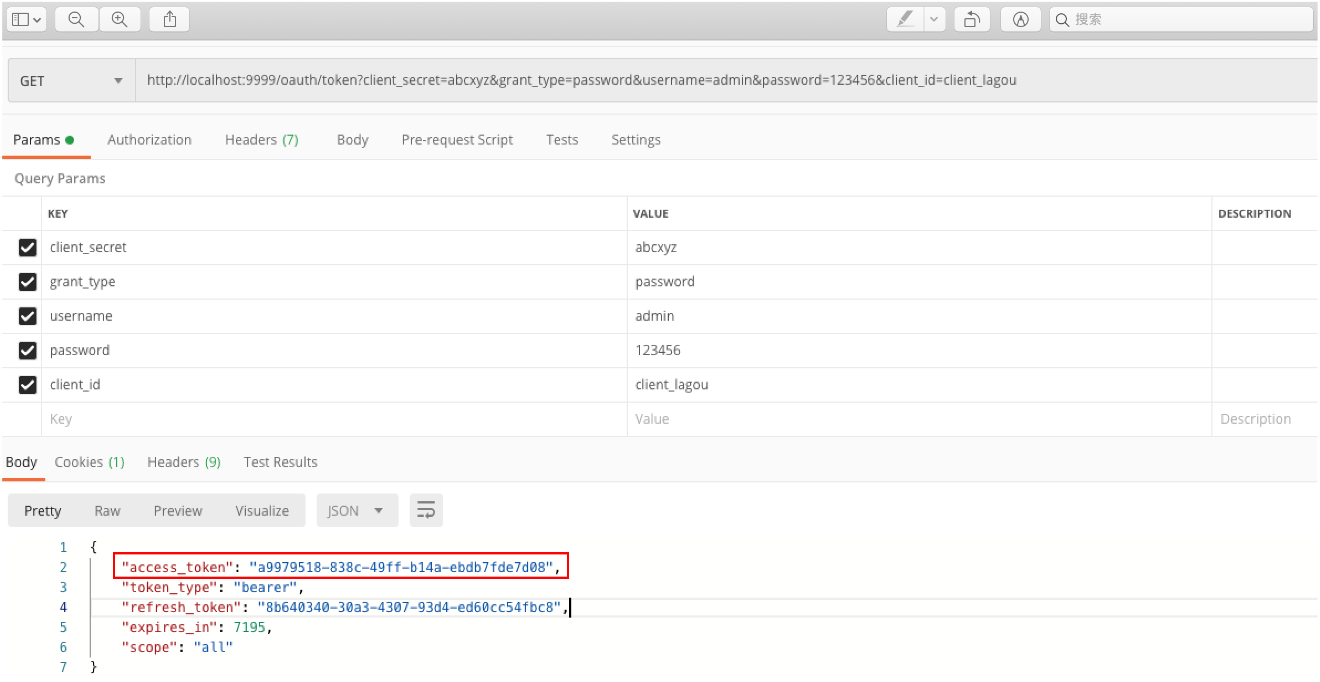 搜索
GET http://localhost:9999/oauth/token?client_secret=abcxyz&grant_type=password&username=admin&password=123456&client_id=client_lagou
Params Authorization Headers (7) Body Pre-request Script Tests Settings
Query Params
KEY VALUE DESCRIPTION
client_secret abcxyz
grant_type password
username admin
password 123456
client_id client_lagou
Key Value Description
Body Cookies (1) Headers (9) Test Results
Pretty Raw Preview Visualize JSON
1 {
2 "access_token": "a9979518-838c-49ff-b14a-ebdb7fde7d08",
3 "token_type": "bearer",
4 "refresh_token": "8b640340-30a3-4307-93d4-ed60cc54fbc8",
5 "expires_in": 7195,
6 "scope": "all"
7 }